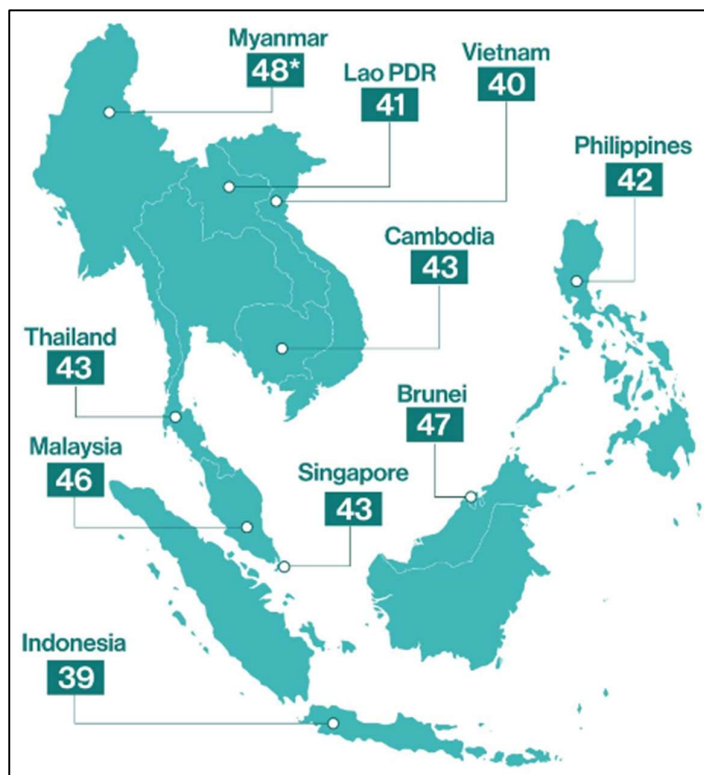 Myanmar
48*
Lao PDR
41
Vietnam
40
Philippines
42
Cambodia
43
Thailand
43
Brunei
47
Malaysia
46
Singapore
43
Indonesia
39